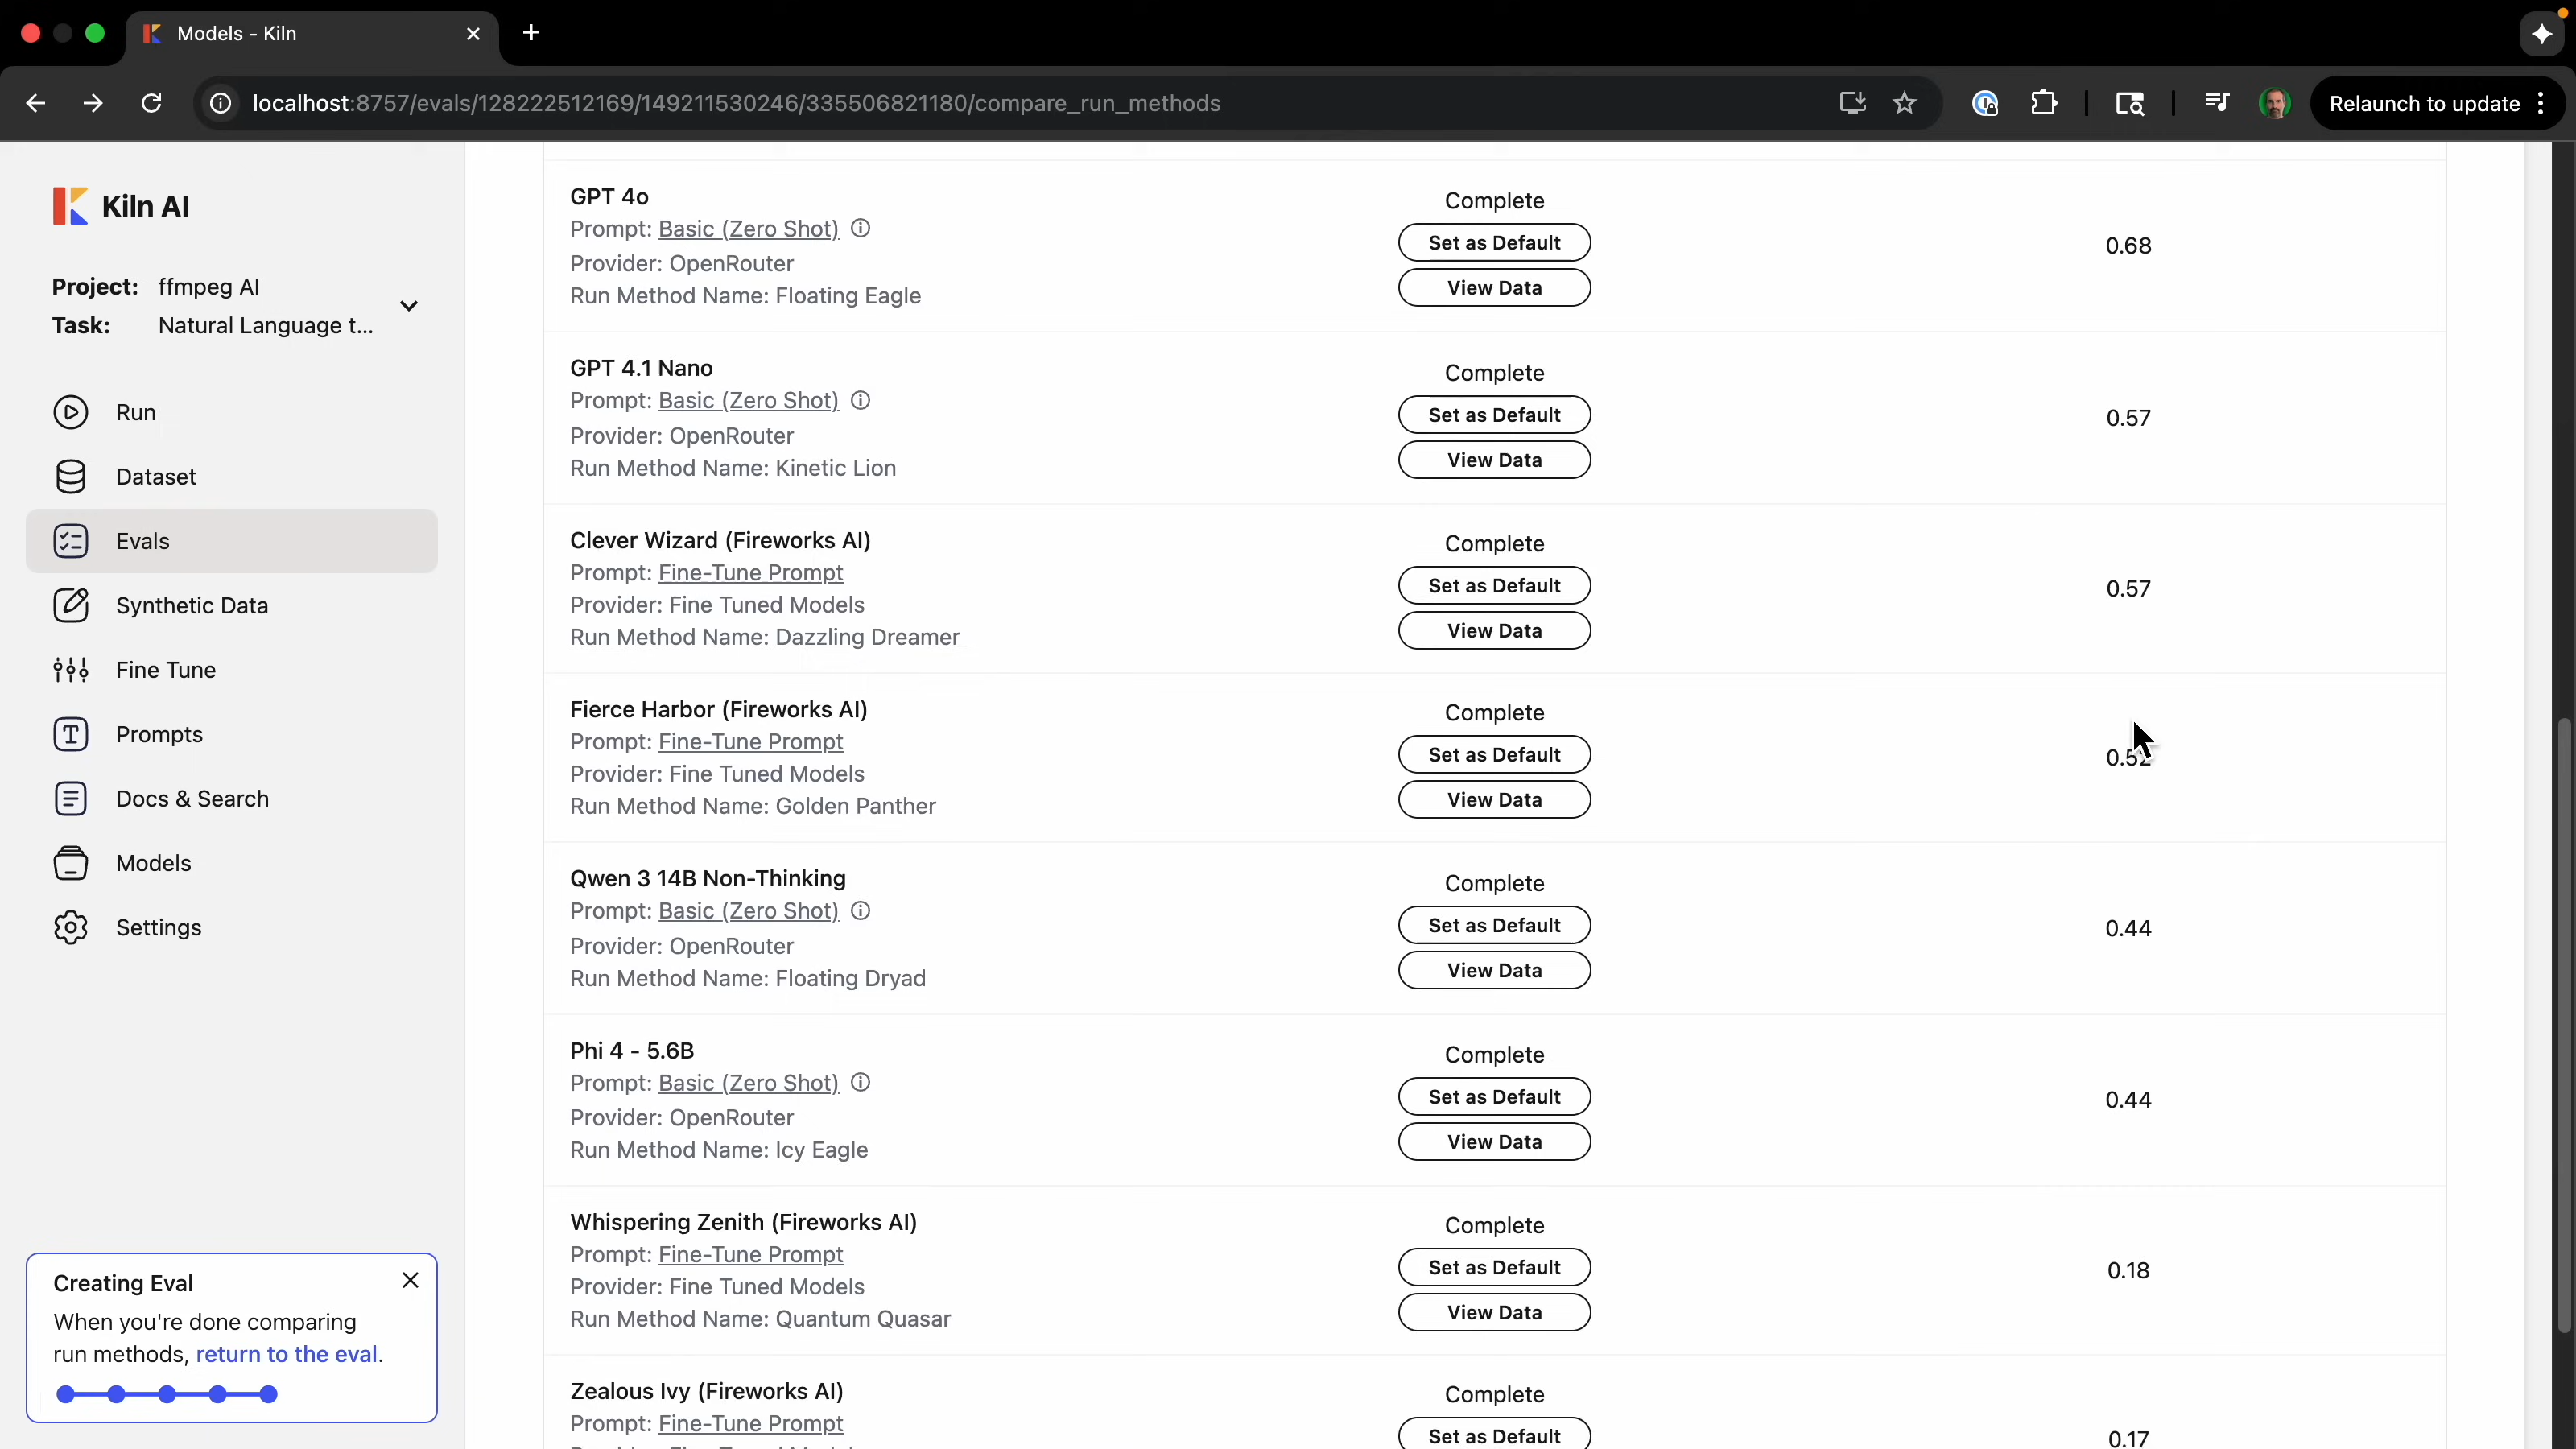 Models - Kiln
localhost:8757/evals/128222512169/149211530246/335506821180/compare_run_methods
Relaunch to update
Kiln AI
Project: ffmpeg AI
Task: Natural Language t...
Run
Dataset
Evals
Synthetic Data
Fine Tune
Prompts
Docs & Search
Models
Settings
Creating Eval
When you're done comparing
run methods, return to the eval.
GPT 4o
Prompt: Basic (Zero Shot)
Provider: OpenRouter
Run Method Name: Floating Eagle
Complete
Set as Default
View Data
0.68
GPT 4.1 Nano
Prompt: Basic (Zero Shot)
Provider: OpenRouter
Run Method Name: Kinetic Lion
Complete
Set as Default
View Data
0.57
Clever Wizard (Fireworks AI)
Prompt: Fine-Tune Prompt
Provider: Fine Tuned Models
Run Method Name: Dazzling Dreamer
Complete
Set as Default
View Data
0.57
Fierce Harbor (Fireworks AI)
Prompt: Fine-Tune Prompt
Provider: Fine Tuned Models
Run Method Name: Golden Panther
Complete
Set as Default
View Data
0.52
Qwen 3 14B Non-Thinking
Prompt: Basic (Zero Shot)
Provider: OpenRouter
Run Method Name: Floating Dryad
Complete
Set as Default
View Data
0.44
Phi 4 - 5.6B
Prompt: Basic (Zero Shot)
Provider: OpenRouter
Run Method Name: Icy Eagle
Complete
Set as Default
View Data
0.44
Whispering Zenith (Fireworks AI)
Prompt: Fine-Tune Prompt
Provider: Fine Tuned Models
Run Method Name: Quantum Quasar
Complete
Set as Default
View Data
0.18
Zealous Ivy (Fireworks AI)
Prompt: Fine-Tune Prompt
Complete
Set as Default
0.17